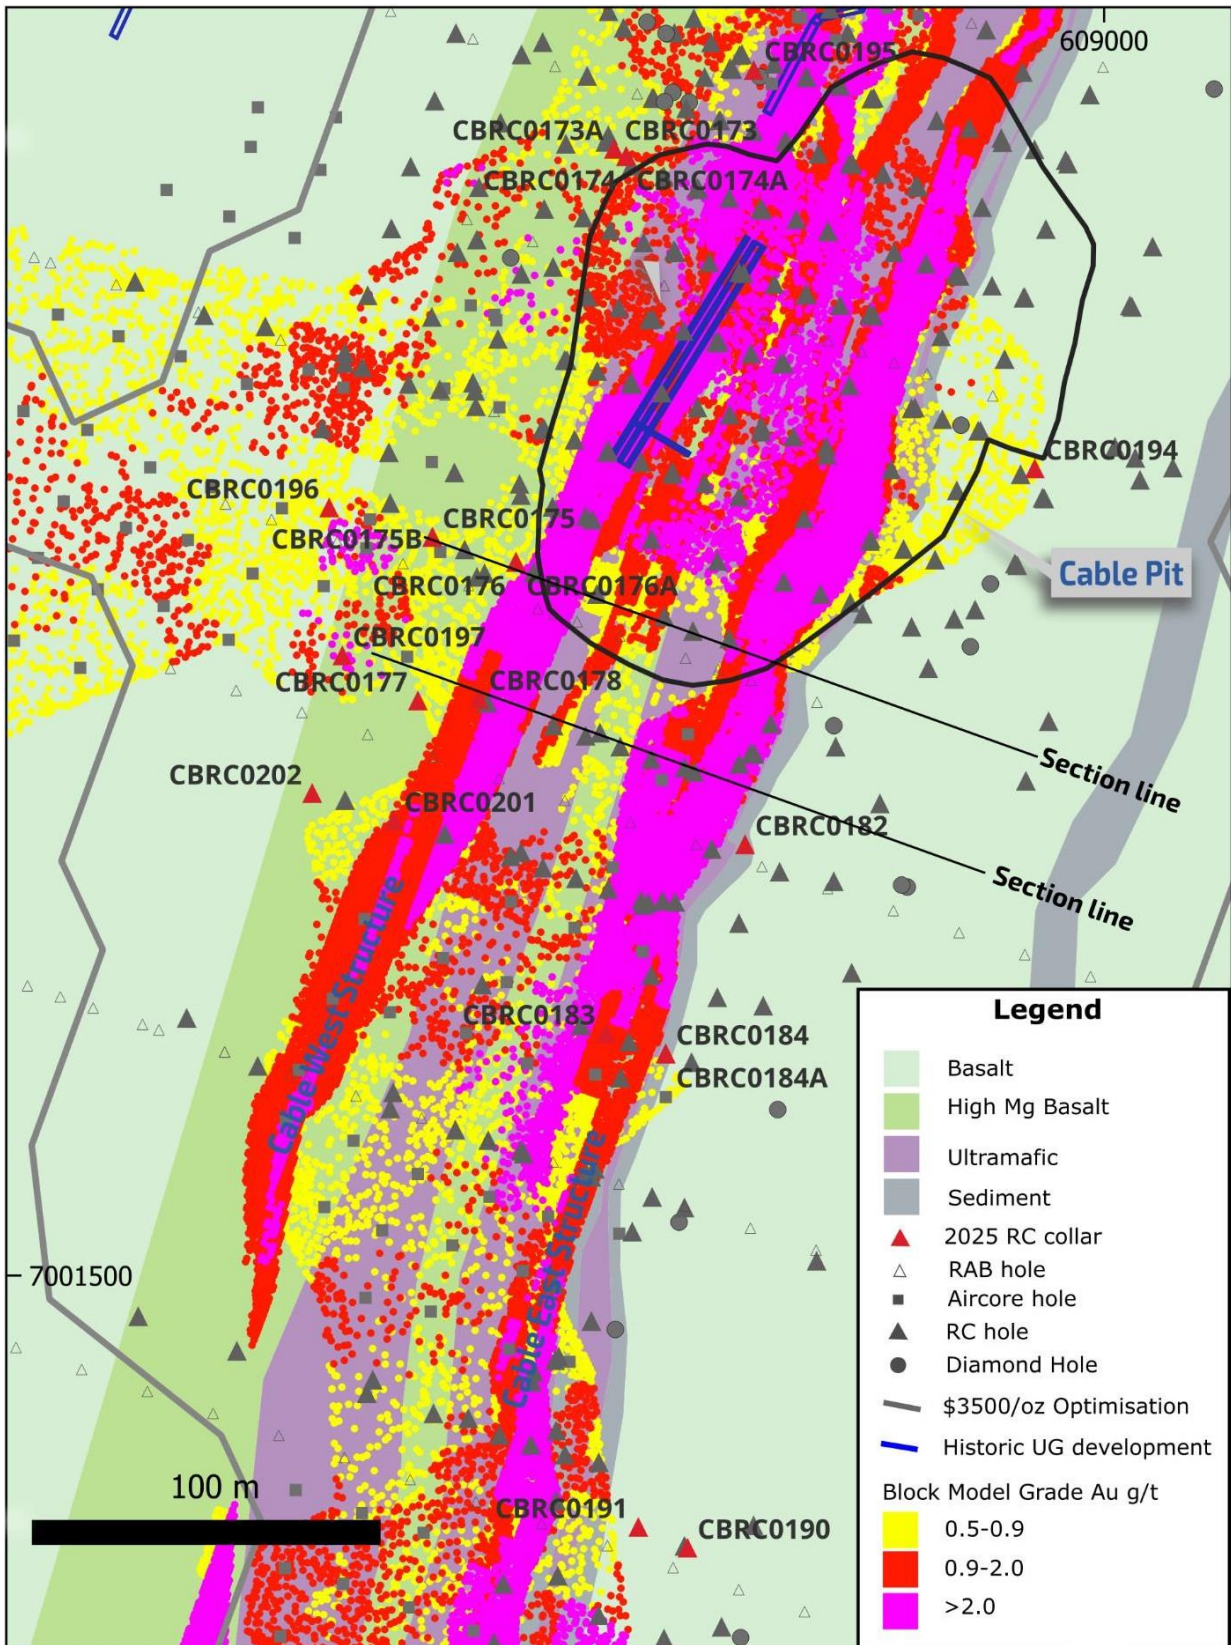 609000
CBRC0195
CBRC0173A
CBRC0173
CBRC0174
CBRC0174A
CBRC0194
CBRC0196
CBRC0175
CBRC0175B
Cable Pit
CBRC0176
CBRC0176A
CBRC0197
CBRC0177
CBRC0178
Section line
CBRC0202
CBRC0201
CBRC0182
Section line
Cable West Structure
CBRC0183
CBRC0184
CBRC0184A
Cable East Structure
7001500
100 m
CBRC0191
CBRC0190
Legend
Basalt
High Mg Basalt
Ultramafic
Sediment
2025 RC collar
RAB hole
Aircore hole
RC hole
Diamond Hole
$3500/oz Optimisation
Historic UG development
Block Model Grade Au g/t
0.5-0.9
0.9-2.0
>2.0